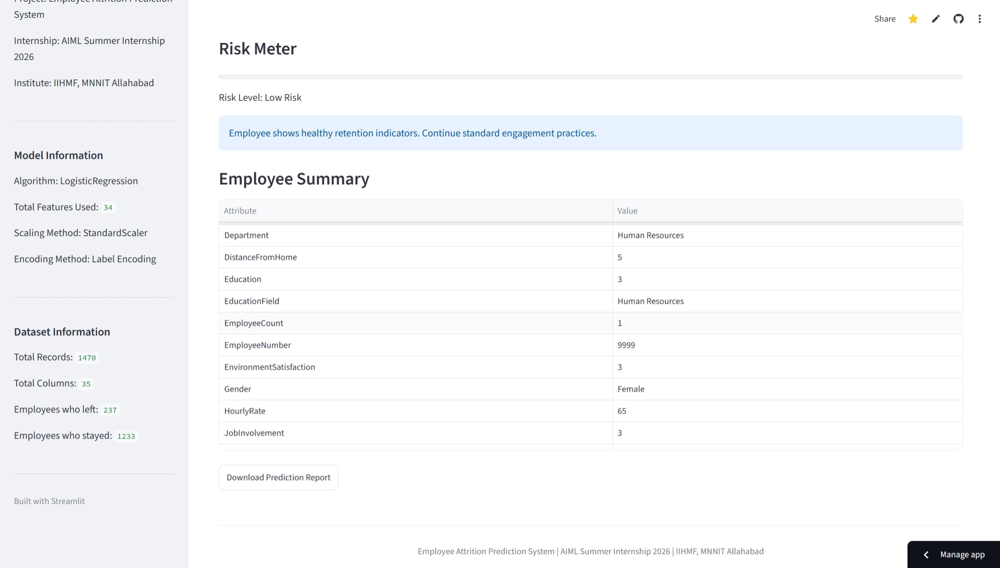 Project: Employee Attrition Prediction
System
Internship: AIML Summer Internship
2026
Institute: IIHMF, MNNIT Allahabad
Model Information
Algorithm: LogisticRegression
Total Features Used: 34
Scaling Method: StandardScaler
Encoding Method: Label Encoding
Dataset Information
Total Records: 1470
Total Columns: 35
Employees who left: 237
Employees who stayed: 1233
Built with Streamlit
Share
Risk Meter
Risk Level: Low Risk
Employee shows healthy retention indicators. Continue standard engagement practices.
Employee Summary
Attribute Value
Department Human Resources
DistanceFromHome 5
Education 3
EducationField Human Resources
EmployeeCount 1
EmployeeNumber 9999
EnvironmentSatisfaction 3
Gender Female
HourlyRate 65
JobInvolvement 3
Download Prediction Report
Employee Attrition Prediction System | AIML Summer Internship 2026 | IIHMF, MNNIT Allahabad
Manage app